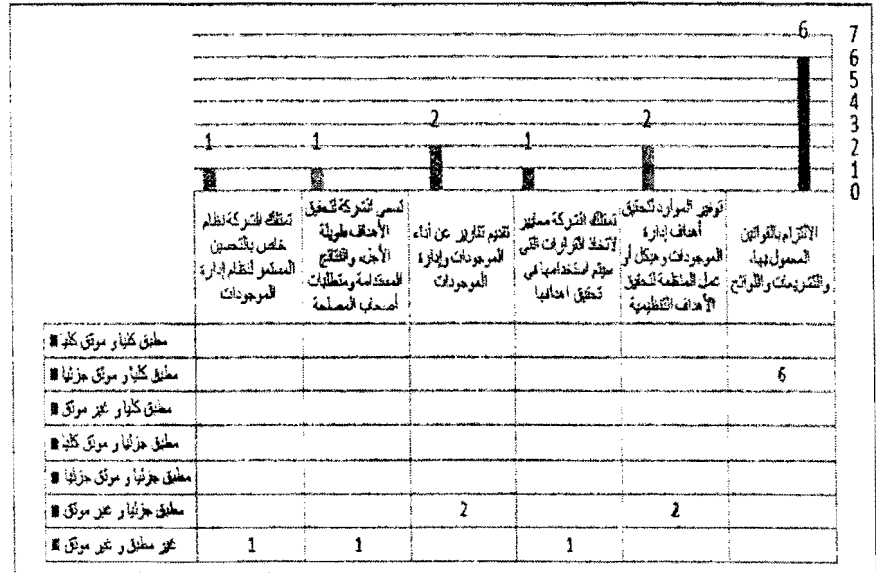 7
6
5
4
3
2
1
0
6
2
1
2
1
1
الالتزام بالقوانين
المعمول بها،
والتشريعات واللوائح
توفير الموارد لتحقيق
أهداف إدارة
الموجودات وهيكل أو
عمل المنظمة لتحقيق
الأهداف التنظيمية
تمتلك الشركة معايير
لاتخاذ القرارات التي
سيتم استخدامها في
تحقيق اهدافها
تقديم تقارير عن أداء
الموجودات وإدارة
الموجودات
تسعى الشركة لتحقيق
الأهداف طويلة
الأجل، والنتائج
المستدامة ومتطلبات
أصحاب المصلحة
تمتلك الشركة نظام
خاص بالتحسين
المستمر لنظام إدارة
الموجودات
مطبق كليا و موثق كليا
مطبق كليا و موثق جزئيا
6
مطبق كليا و غير موثق
مطبق جزئيا و موثق كليا
مطبق جزئيا و موثق جزئيا
مطبق جزئيا و غير موثق
2 2
غير مطبق و غير موثق
1 1 1